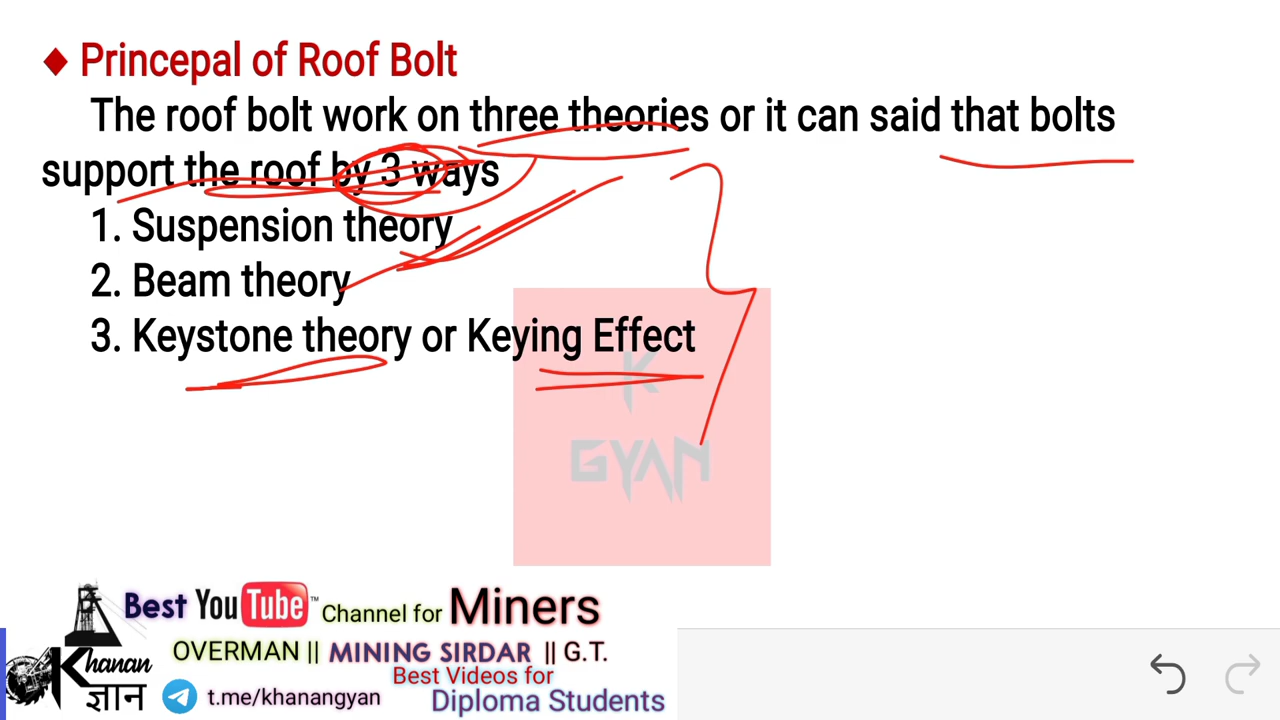 ◆ Princepal of Roof Bolt
The roof bolt work on three theories or it can said that bolts
support the roof by 3 ways
1. Suspension theory
2. Beam theory
3. Keystone theory or Keying Effect
K
GYAN
Best YouTube™ Channel for Miners
OVERMAN || MINING SIRDAR || G.T.
Best Videos for
Khanan
ज्ञान
t.me/khanangyan
Diploma Students